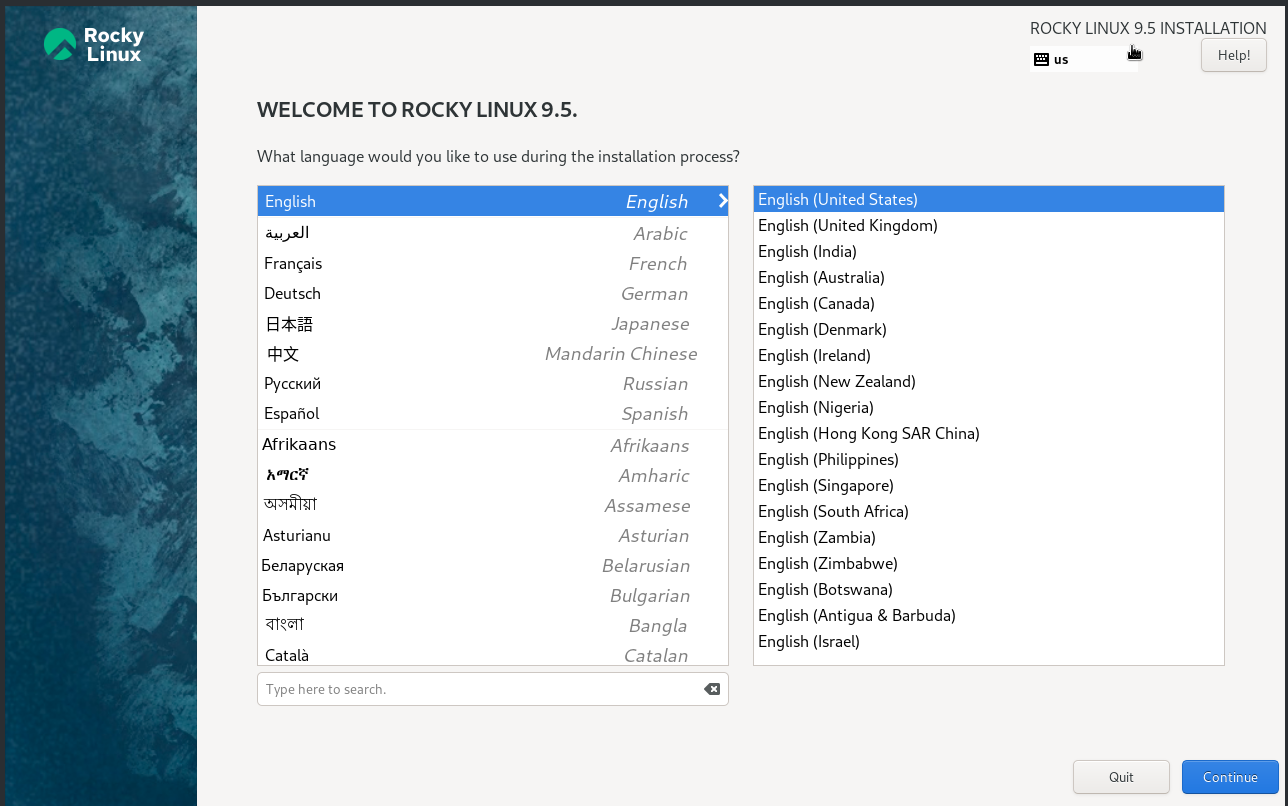 Rocky
Linux
ROCKY LINUX 9.5 INSTALLATION
us
Help!
WELCOME TO ROCKY LINUX 9.5.
What language would you like to use during the installation process?
English English
العربية Arabic
Français French
Deutsch German
日本語 Japanese
中文 Mandarin Chinese
Русский Russian
Español Spanish
Afrikaans Afrikaans
አማርኛ Amharic
অসমীয়া Assamese
Asturianu Asturian
Беларуская Belarusian
Български Bulgarian
বাংলা Bangla
Català Catalan
Type here to search.
English (United States)
English (United Kingdom)
English (India)
English (Australia)
English (Canada)
English (Denmark)
English (Ireland)
English (New Zealand)
English (Nigeria)
English (Hong Kong SAR China)
English (Philippines)
English (Singapore)
English (South Africa)
English (Zambia)
English (Zimbabwe)
English (Botswana)
English (Antigua & Barbuda)
English (Israel)
Quit
Continue